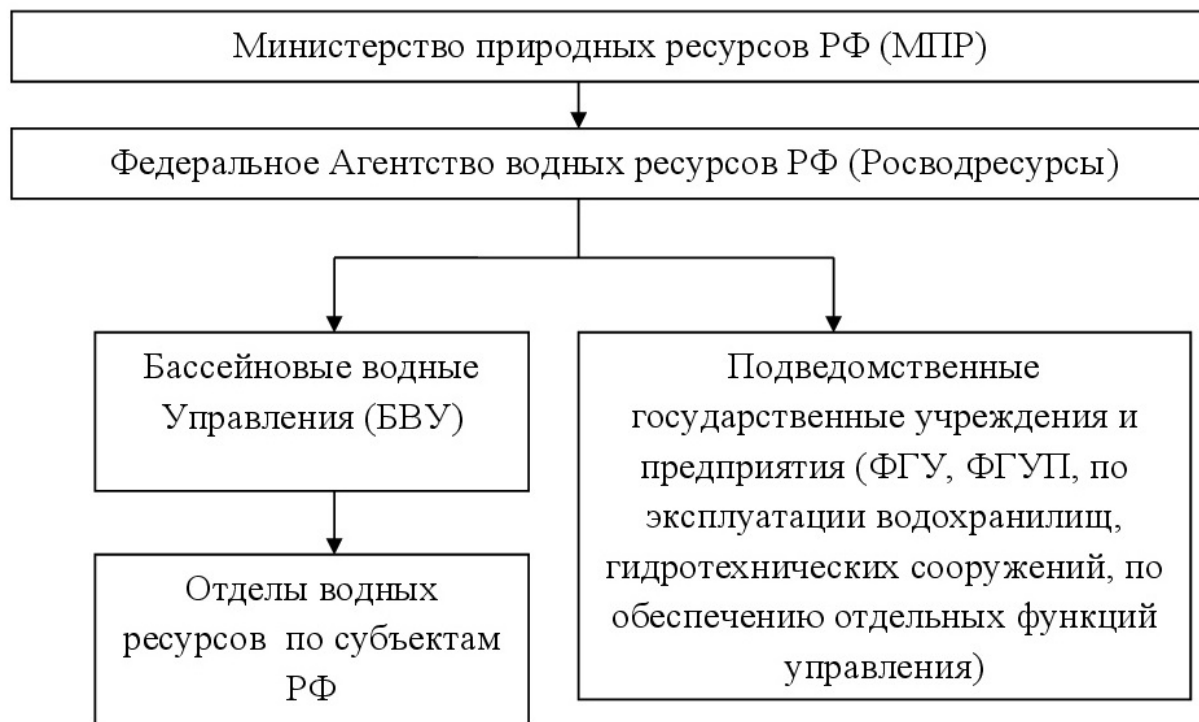 Министерство природных ресурсов РФ (МПР)
Федеральное Агентство водных ресурсов РФ (Росводресурсы)
Бассейновые водные
Управления (БВУ)
Отделы водных
ресурсов по субъектам
РФ
Подведомственные
государственные учреждения и
предприятия (ФГУ, ФГУП, по
эксплуатации водохранилищ,
гидротехнических сооружений, по
обеспечению отдельных функций
управления)